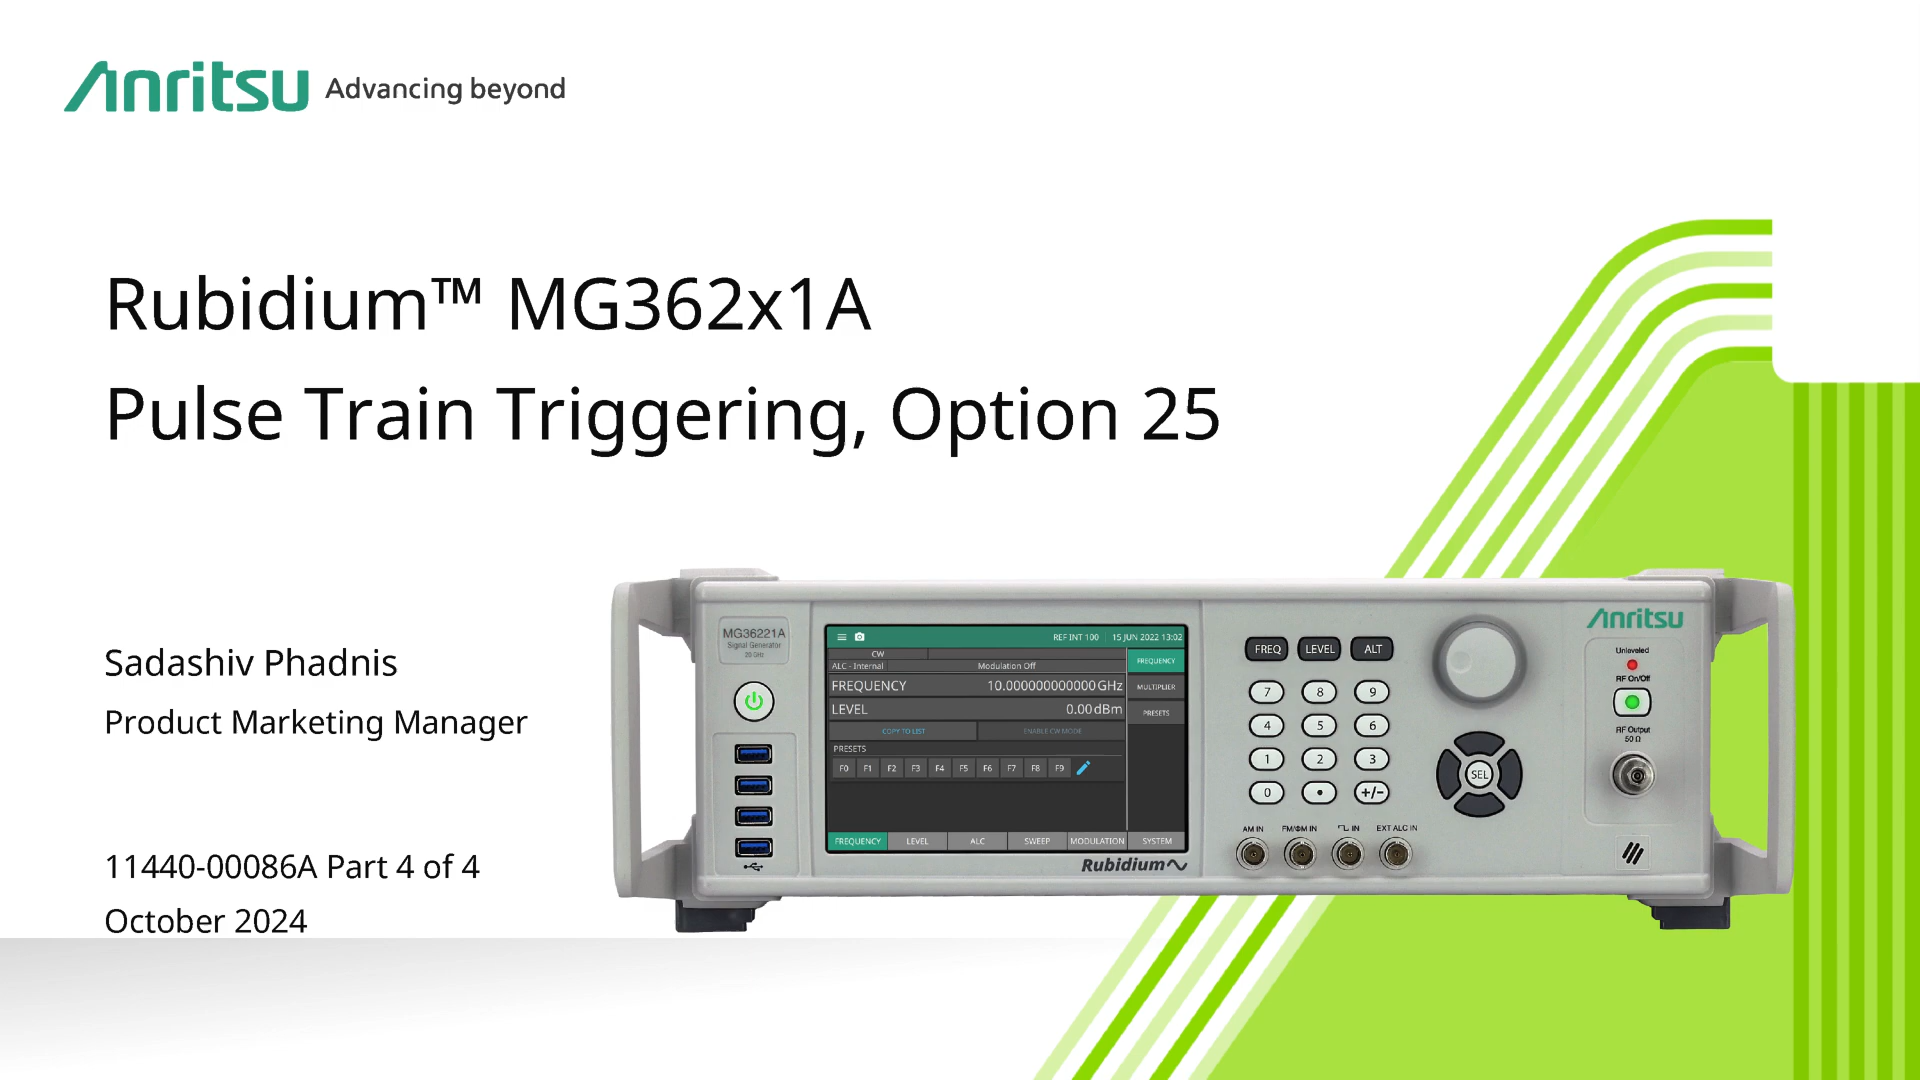 Anritsu Advancing beyond
Rubidium™ MG362x1A
Pulse Train Triggering, Option 25
Sadashiv Phadnis
Product Marketing Manager
11440-00086A Part 4 of 4
October 2024
MG36221A
Signal Generator
20 GHz
REF INT 100 15 JUN 2022 13:02
CW
ALC - Internal Modulation Off
FREQUENCY 10.000000000000 GHz
LEVEL 0.00 dBm
COPY TO LIST ENABLE CW MODE
PRESETS
F0 F1 F2 F3 F4 F5 F6 F7 F8 F9
FREQUENCY
MULTIPLIER
PRESETS
FREQUENCY LEVEL ALC SWEEP MODULATION SYSTEM
Rubidium
FREQ LEVEL ALT
7 8 9
4 5 6
1 2 3
0 • +/-
SEL
AM IN FM/ΦM IN IN EXT ALC IN
Anritsu
Unleveled
RF On/Off
RF Output
50 Ω